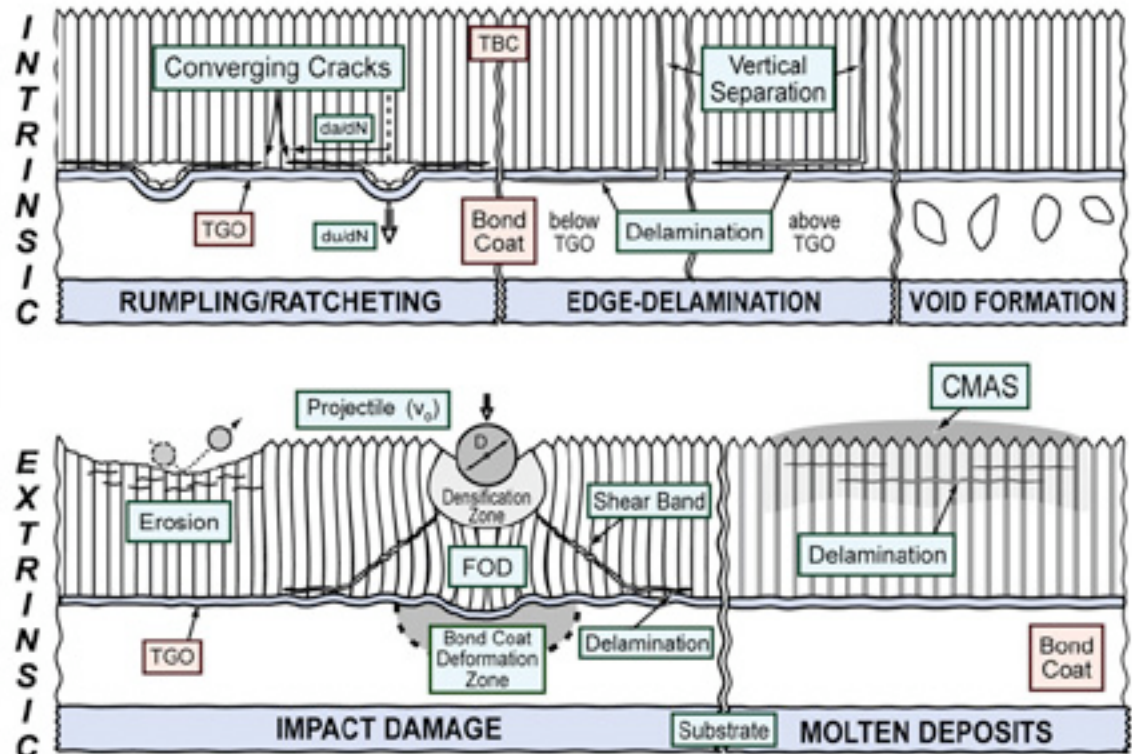 INTRINSIC
TBC
Converging Cracks
Vertical
Separation
da/dN
TGO
du/dN
Bond
Coat
below
TGO
Delamination
above
TGO
RUMPLING/RATCHETING
EDGE-DELAMINATION
VOID FORMATION
EXTRINSIC
CMAS
Projectile (v₀)
D
Densification
Zone
Shear Band
Erosion
FOD
Delamination
TGO
Bond Coat
Deformation
Zone
Delamination
Bond
Coat
IMPACT DAMAGE
Substrate
MOLTEN DEPOSITS